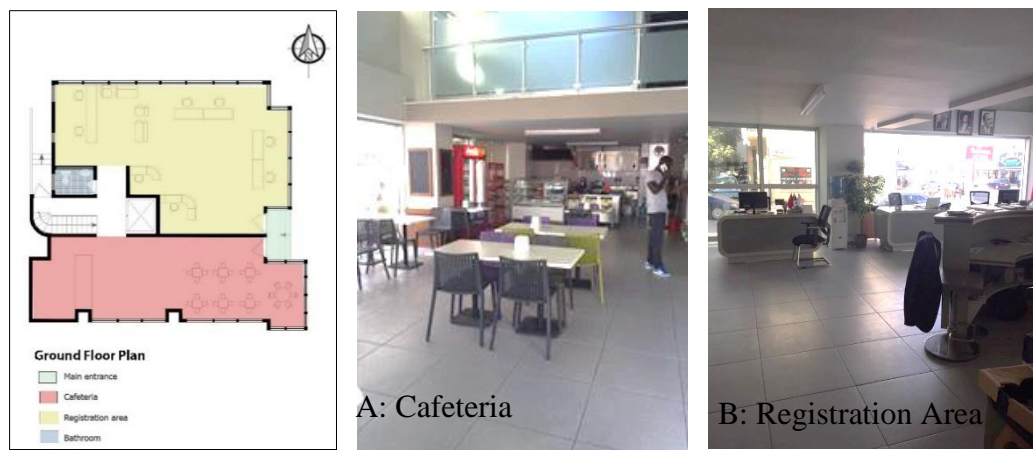 Ground Floor Plan
Main entrance
Cafeteria
Registration area
Bathroom
A: Cafeteria
B: Registration Area